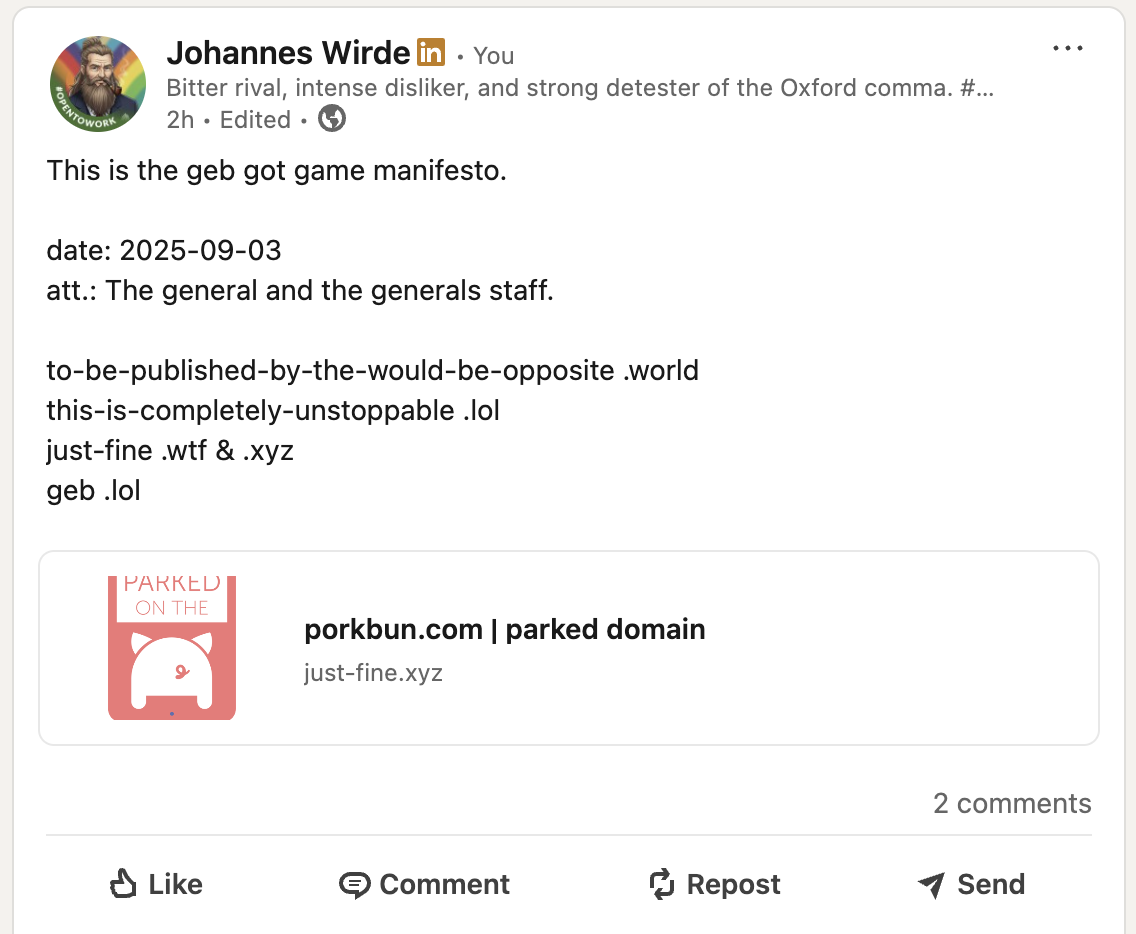 Johannes Wirde in • You
Bitter rival, intense disliker, and strong detester of the Oxford comma. #...
#OPENTOWORK
2h • Edited •
This is the geb got game manifesto.
date: 2025-09-03
att.: The general and the generals staff.
to-be-published-by-the-would-be-opposite .world
this-is-completely-unstoppable .lol
just-fine .wtf & .xyz
geb .lol
PARKED
ON THE
porkbun.com | parked domain
just-fine.xyz
2 comments
Like Comment Repost Send